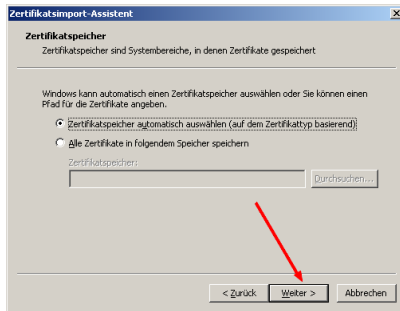 Zertifikatsimport-Assistent
Zertifikatspeicher
Zertifikatspeicher sind Systembereiche, in denen Zertifikate gespeichert
Windows kann automatisch einen Zertifikatspeicher auswählen oder Sie können einen
Pfad für die Zertifikate angeben.
Zertifikatspeicher automatisch auswählen (auf dem Zertifikattyp basierend)
Alle Zertifikate in folgendem Speicher speichern
Zertifikatspeicher:
Durchsuchen...
< Zurück Weiter > Abbrechen